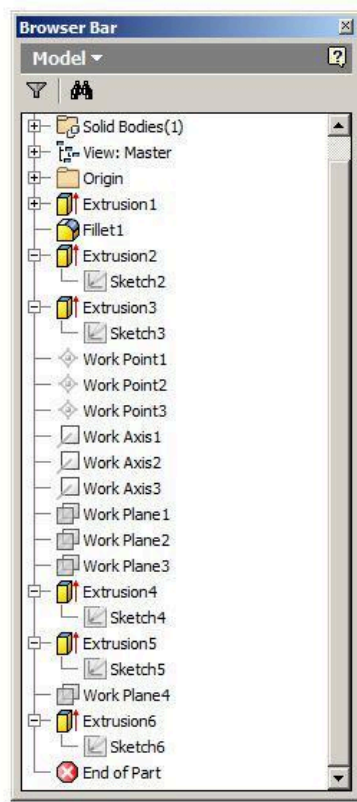 Browser Bar
Model
Solid Bodies(1)
View: Master
Origin
Extrusion1
Fillet1
Extrusion2
Sketch2
Extrusion3
Sketch3
Work Point1
Work Point2
Work Point3
Work Axis1
Work Axis2
Work Axis3
Work Plane1
Work Plane2
Work Plane3
Extrusion4
Sketch4
Extrusion5
Sketch5
Work Plane4
Extrusion6
Sketch6
End of Part